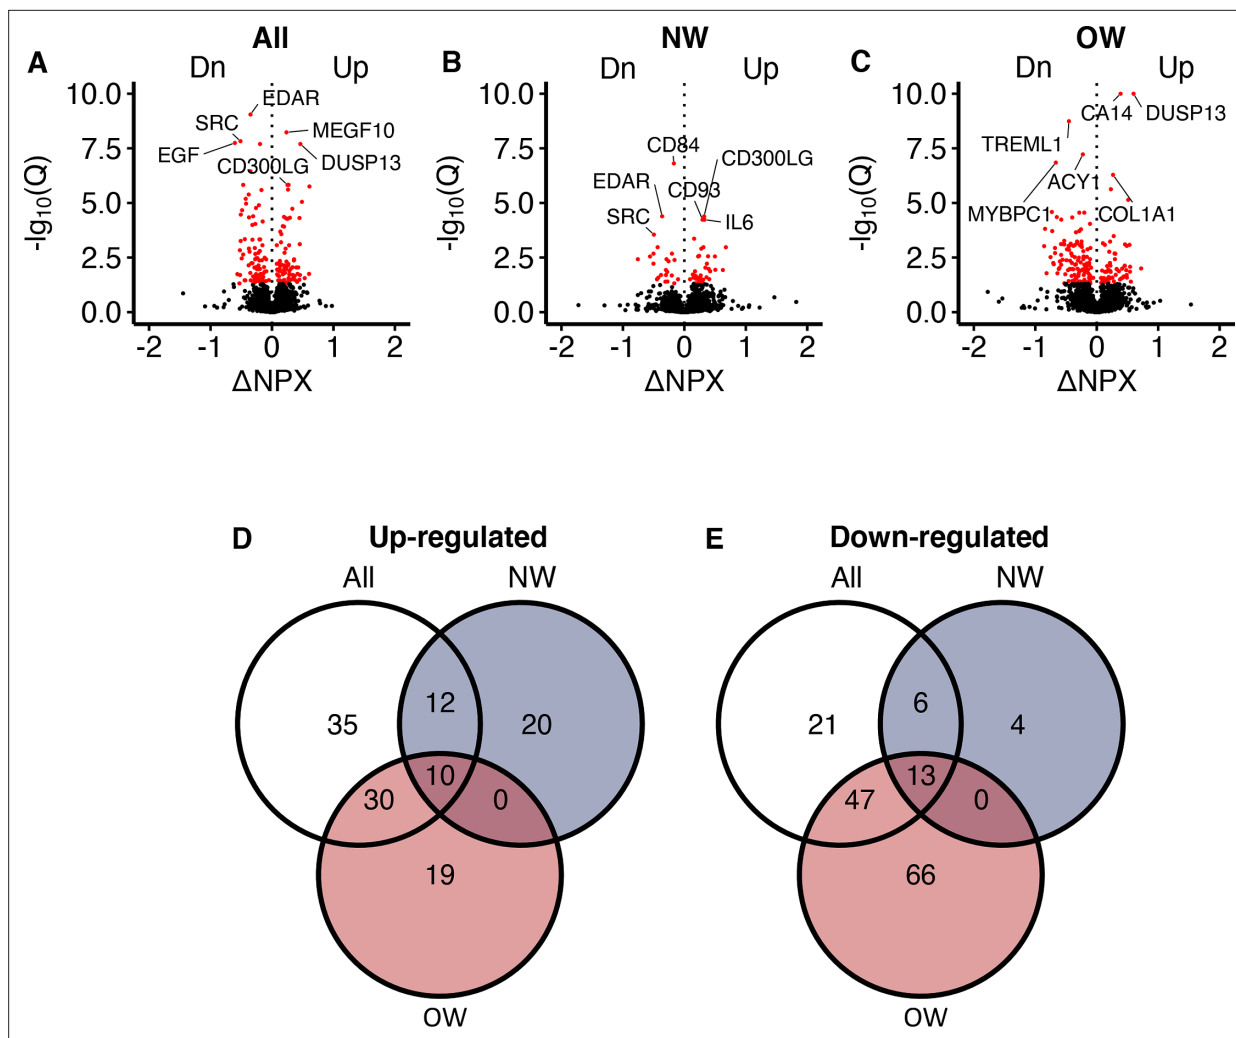 A All
Dn Up
10.0
7.5
5.0
2.5
0.0
-lg10(Q)
EDAR
SRC
MEGF10
EGF
DUSP13
CD300LG
-2 -1 0 1 2
ΔNPX
B NW
Dn Up
10.0
7.5
5.0
2.5
0.0
-lg10(Q)
CD84
CD300LG
EDAR
CD93
SRC
IL6
-2 -1 0 1 2
ΔNPX
C OW
Dn Up
10.0
7.5
5.0
2.5
0.0
-lg10(Q)
CA14 DUSP13
TREML1
ACY1
MYBPC1 COL1A1
-2 -1 0 1 2
ΔNPX
D Up-regulated
All NW
12
35 20
10
30 0
19
OW
E Down-regulated
All NW
6
21 4
13
47 0
66
OW